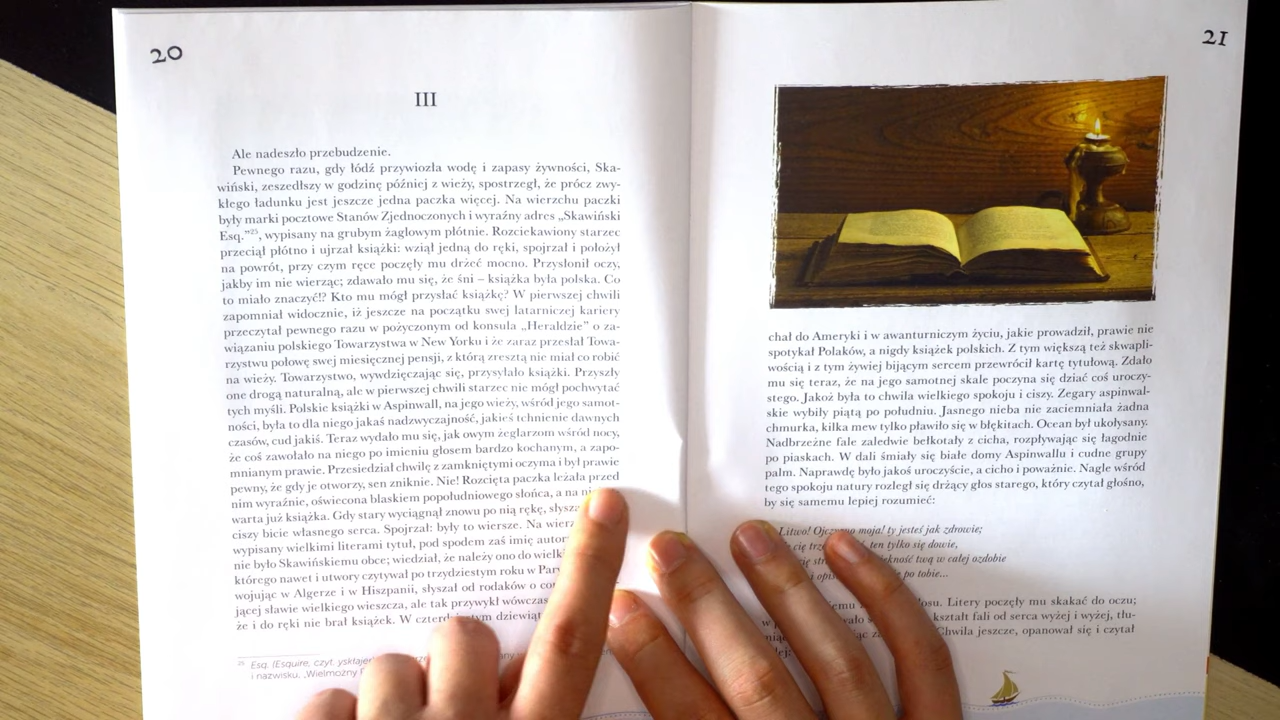 20
III
Ale nadeszło przebudzenie.
Pewnego razu, gdy łódź przywiozła wodę i zapasy żywności, Ska-
wiński, zeszedłszy w godzinę później z wieży, spostrzegł, że prócz zwy-
kłego ładunku jest jeszcze jedna paczka więcej. Na wierzchu paczki
były marki pocztowe Stanów Zjednoczonych i wyraźny adres „Skawiński
Esq.”²⁵, wypisany na grubym żaglowym płótnie. Rozciekawiony starzec
przeciął płótno i ujrzał książki: wziął jedną do ręki, spojrzał i położył
na powrót, przy czym ręce poczęły mu drżeć mocno. Przysłonił oczy,
jakby im nie wierząc; zdawało mu się, że śni – książka była polska. Co
to miało znaczyć!? Kto mu mógł przysłać książkę? W pierwszej chwili
zapomniał widocznie, iż jeszcze na początku swej latarniczej kariery
przeczytał pewnego razu w pożyczonym od konsula „Heraldzie” o za-
wiązaniu polskiego Towarzystwa w New Yorku i że zaraz przesłał Towa-
rzystwu połowę swej miesięcznej pensji, z którą zresztą nie miał co robić
na wieży. Towarzystwo, wywdzięczając się, przysyłało książki. Przyszły
one drogą naturalną, ale w pierwszej chwili starzec nie mógł pochwytać
tych myśli. Polskie książki w Aspinwall, na jego wieży, wśród jego samot-
ności, była to dla niego jakaś nadzwyczajność, jakieś tchnienie dawnych
czasów, cud jakiś. Teraz wydało mu się, jak owym żeglarzom wśród nocy,
że coś zawołało na niego po imieniu głosem bardzo kochanym, a zapo-
mnianym prawie. Przesiedział chwilę z zamkniętymi oczyma i był prawie
pewny, że gdy je otworzy, sen zniknie. Nie! Rozcięta paczka leżała przed
nim wyraźnie, oświecona blaskiem popołudniowego słońca, a na
warta już książka. Gdy stary wyciągnął znowu po nią rękę,
ciszy bicie własnego serca. Spojrzał: były to wiersze. Na
wypisany wielkimi literami tytuł, pod spodem zaś imię
nie było Skawińskiemu obce; wiedział, że należy ono do
którego nawet i utwory czytywał po trzydziestym roku w
wojując w Algerze i w Hiszpanii, słyszał od rodaków o
jącej sławie wielkiego wieszcza, ale tak przywykł wówczas
że i do ręki nie brał książek. W
²⁵ Esq. (Esquire, czyt.
i nazwisku, „Wielmożny
21
chał do Ameryki i w awanturniczym życiu, jakie prowadził, prawie nie
spotykał Polaków, a nigdy książek polskich. Z tym większą też skwapli-
wością i z tym żywiej bijącym sercem przewrócił kartę tytułową. Zdało
mu się teraz, że na jego samotnej skale poczyna się dziać coś uroczy-
stego. Jakoż była to chwila wielkiego spokoju i ciszy. Zegary aspinwal-
skie wybiły piątą po południu. Jasnego nieba nie zaciemniała żadna
chmurka, kilka mew tylko pławiło się w błękitach. Ocean był ukołysany.
Nadbrzeżne fale zaledwie bełkotały z cicha, rozpływając się łagodnie
po piaskach. W dali śmiały się białe domy Aspinwallu i cudne grupy
palm. Naprawdę było jakoś uroczyście, a cicho i poważnie. Nagle wśród
tego spokoju natury rozległ się drżący głos starego, który czytał głośno,
by się samemu lepiej rozumieć:
Litwo! Ojczyzno moja! ty jesteś jak zdrowie;
cię ten tylko się dowie,
twą w całej ozdobie
po tobie...
Litery poczęły mu skakać do oczu;
kształt fali od serca wyżej i wyżej, tłu-
Chwila jeszcze, opanował się i czytał